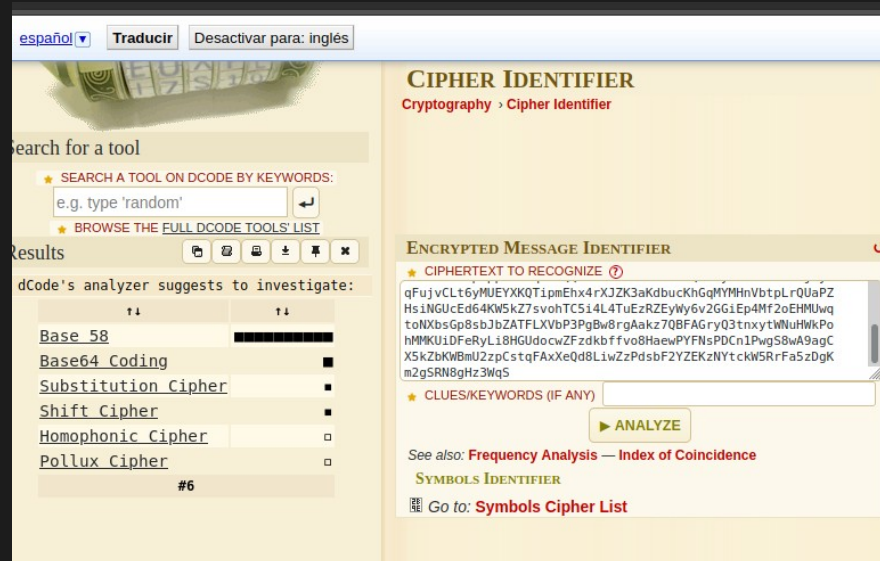 español ▼ Traducir Desactivar para: inglés
CIPHER IDENTIFIER
Cryptography › Cipher Identifier
Search for a tool
SEARCH A TOOL ON DCODE BY KEYWORDS:
e.g. type 'random'
BROWSE THE FULL DCODE TOOLS' LIST
Results
dCode's analyzer suggests to investigate:
↑↓ ↑↓
Base 58 ■■■■■■■■■■
Base64 Coding ■
Substitution Cipher ▪
Shift Cipher ▪
Homophonic Cipher ▫
Pollux Cipher ▫
#6
ENCRYPTED MESSAGE IDENTIFIER
CIPHERTEXT TO RECOGNIZE ?
qFujvCLt6yMUEYXKQTipmEhx4rXJZK3aKdbucKhGqMYMHnVbtpLrQUaPZ
HsiNGUcEd64KW5kZ7svohTC5i4L4TuEzRZEyWy6v2GGiEp4Mf2oEHMUwq
toNXbsGp8sbJbZATFLXVbP3PgBw8rgAakz7QBFAGryQ3tnxytWNuHWkPo
hMMKUiDFeRyLi8HGUdocwZFzdkbffvo8HaewPYFNsPDCn1PwgS8wA9agC
X5kZbKWBmU2zpCstqFAxXeQd8LiwZzPdsbF2YZEKzNYtckW5RrFa5zDgK
m2gSRN8gHz3WqS
CLUES/KEYWORDS (IF ANY)
▶ ANALYZE
See also: Frequency Analysis — Index of Coincidence
SYMBOLS IDENTIFIER
Go to: Symbols Cipher List